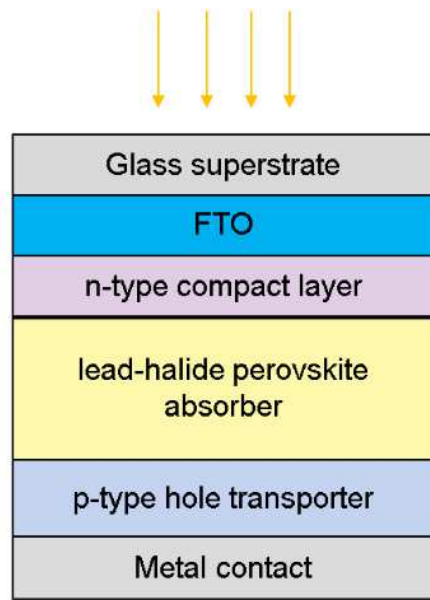 Glass superstrate
FTO
n-type compact layer
lead-halide perovskite
absorber
p-type hole transporter
Metal contact